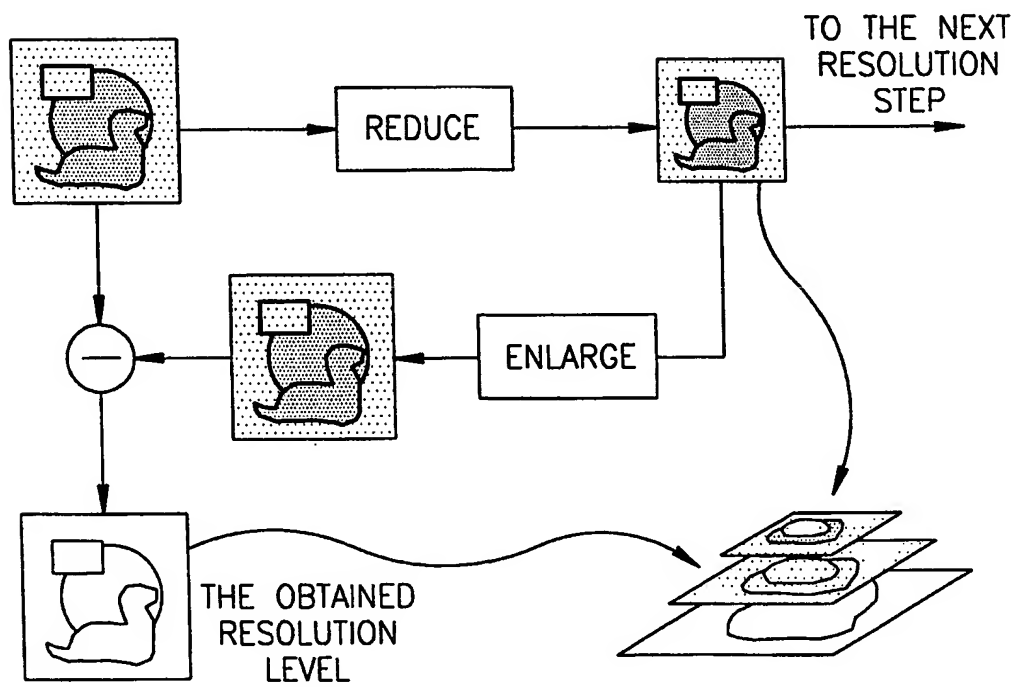 TO THE NEXT
RESOLUTION
STEP
REDUCE
ENLARGE
THE OBTAINED
RESOLUTION
LEVEL